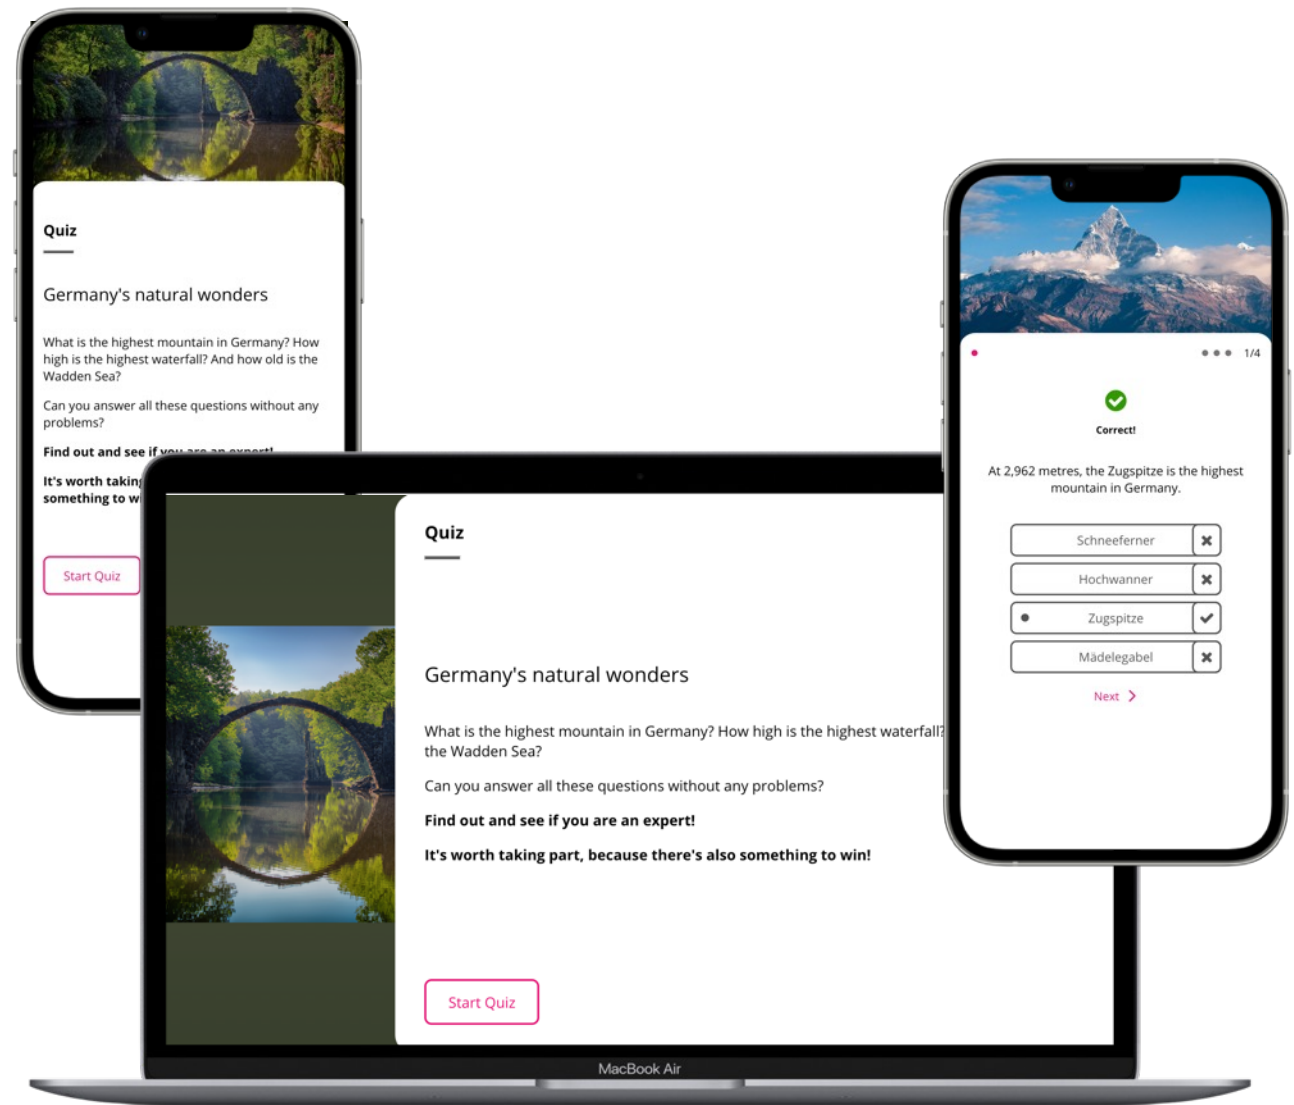 Quiz
Germany's natural wonders
What is the highest mountain in Germany? How
high is the highest waterfall? And how old is the
Wadden Sea?
Can you answer all these questions without any
problems?
Find out and see if you are an expert!
It's worth taking
something to
Start Quiz
Quiz
Germany's natural wonders
What is the highest mountain in Germany? How high is the highest waterfall?
the Wadden Sea?
Can you answer all these questions without any problems?
Find out and see if you are an expert!
It's worth taking part, because there's also something to win!
Start Quiz
MacBook Air
1/4
Correct!
At 2,962 metres, the Zugspitze is the highest
mountain in Germany.
Schneeferner
Hochwanner
Zugspitze
Mädelegabel
Next